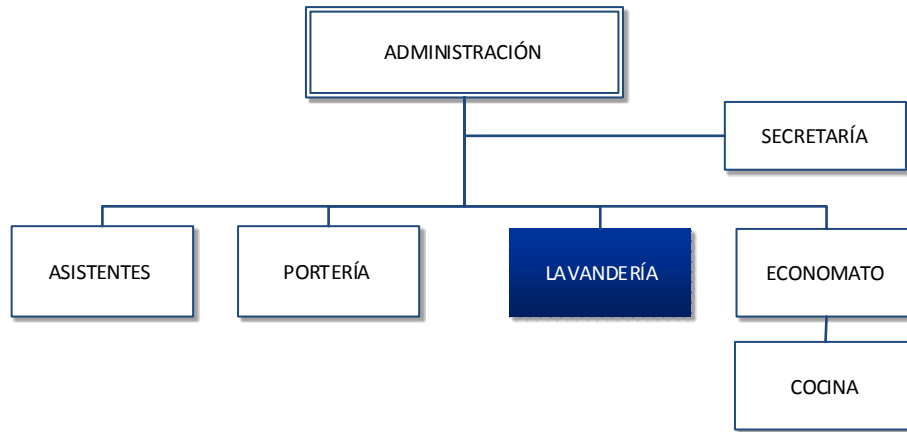 ADMINISTRACIÓN
SECRETARÍA
ASISTENTES
PORTERÍA
LAVANDERÍA
ECONOMATO
COCINA